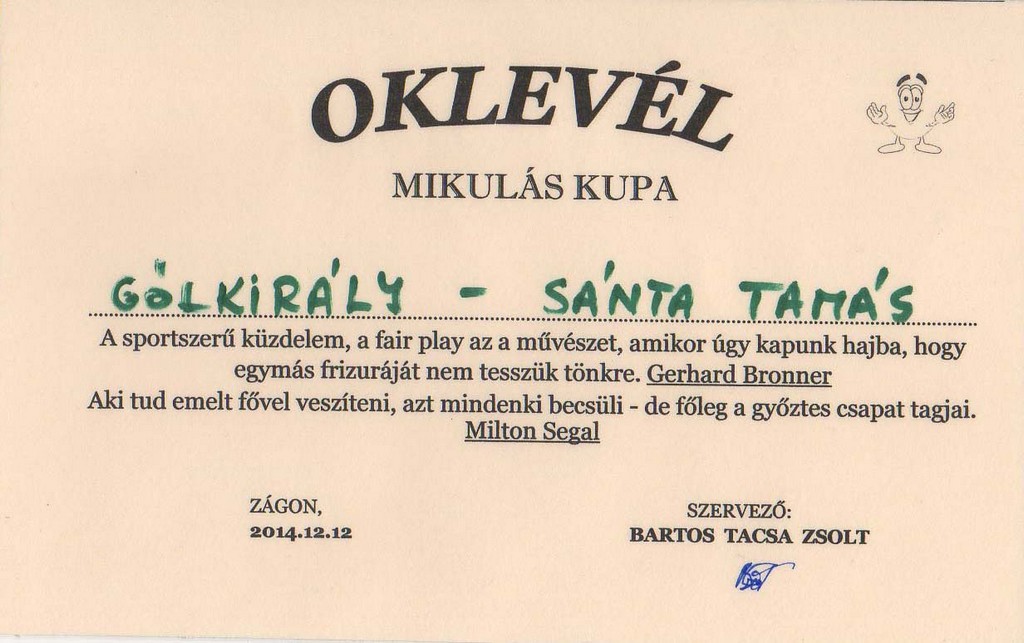 OKLEVÉL
MIKULÁS KUPA
GÓLKIRÁLY - SÁNTA TAMÁS
A sportszerű küzdelem, a fair play az a művészet, amikor úgy kapunk hajba, hogy
egymás frizuráját nem tesszük tönkre. Gerhard Bronner
Aki tud emelt fővel veszíteni, azt mindenki becsüli - de főleg a győztes csapat tagjai.
Milton Segal
ZÁGON,
2014.12.12
SZERVEZŐ:
BARTOS TACSA ZSOLT